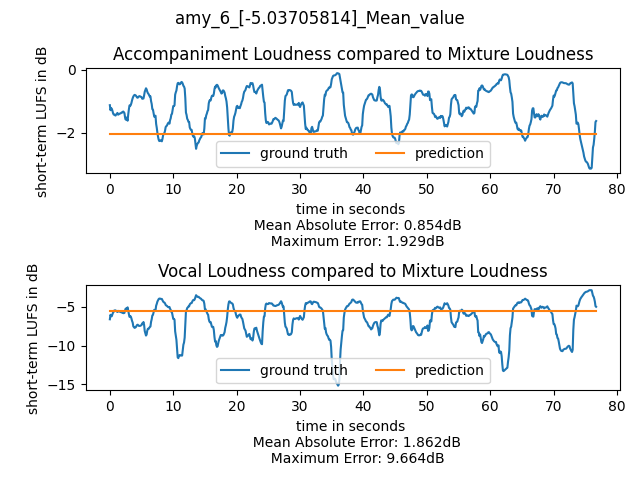 amy_6_[-5.03705814]_Mean_value
Accompaniment Loudness compared to Mixture Loudness
short-term LUFS in dB
0
−2
ground truth prediction
0 10 20 30 40 50 60 70 80
time in seconds
Mean Absolute Error: 0.854dB
Maximum Error: 1.929dB
Vocal Loudness compared to Mixture Loudness
short-term LUFS in dB
−5
−10
−15
ground truth prediction
0 10 20 30 40 50 60 70 80
time in seconds
Mean Absolute Error: 1.862dB
Maximum Error: 9.664dB